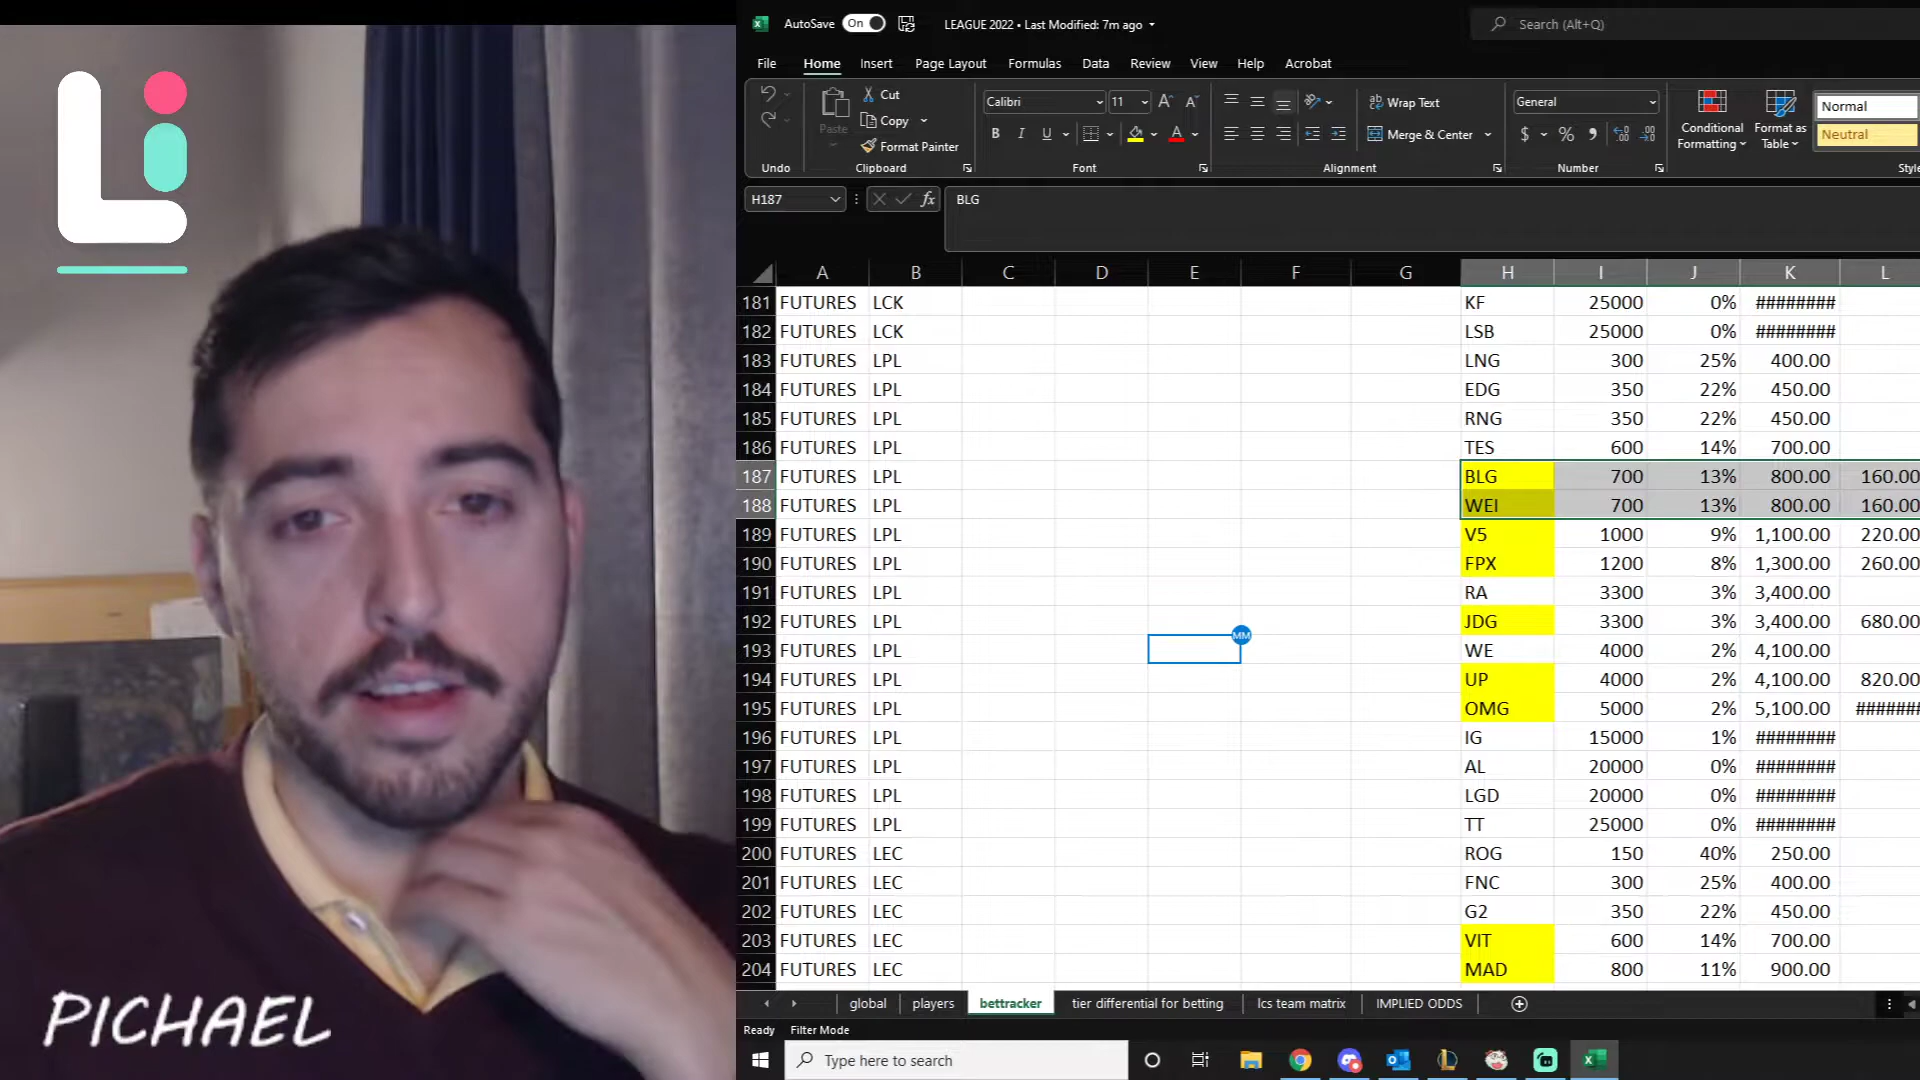 AutoSave On LEAGUE 2022 • Last Modified: 7m ago Search (Alt+Q)
File Home Insert Page Layout Formulas Data Review View Help Acrobat
Cut
Copy
Format Painter
Paste
Calibri 11
B I U
Wrap Text
Merge & Center
General
$ % 9
Conditional Formatting
Format as Table
Normal
Neutral
Undo Clipboard Font Alignment Number Style
H187 fx BLG
A B C D E F G H I J K L
181 FUTURES LCK KF 25000 0% ########
182 FUTURES LCK LSB 25000 0% ########
183 FUTURES LPL LNG 300 25% 400.00
184 FUTURES LPL EDG 350 22% 450.00
185 FUTURES LPL RNG 350 22% 450.00
186 FUTURES LPL TES 600 14% 700.00
187 FUTURES LPL BLG 700 13% 800.00 160.00
188 FUTURES LPL WEI 700 13% 800.00 160.00
189 FUTURES LPL V5 1000 9% 1,100.00 220.00
190 FUTURES LPL FPX 1200 8% 1,300.00 260.00
191 FUTURES LPL RA 3300 3% 3,400.00
192 FUTURES LPL JDG 3300 3% 3,400.00 680.00
MM
193 FUTURES LPL WE 4000 2% 4,100.00
194 FUTURES LPL UP 4000 2% 4,100.00 820.00
195 FUTURES LPL OMG 5000 2% 5,100.00 #######
196 FUTURES LPL IG 15000 1% ########
197 FUTURES LPL AL 20000 0% ########
198 FUTURES LPL LGD 20000 0% ########
199 FUTURES LPL TT 25000 0% ########
200 FUTURES LEC ROG 150 40% 250.00
201 FUTURES LEC FNC 300 25% 400.00
202 FUTURES LEC G2 350 22% 450.00
203 FUTURES LEC VIT 600 14% 700.00
204 FUTURES LEC MAD 800 11% 900.00
global players bettracker tier differential for betting lcs team matrix IMPLIED ODDS
Ready Filter Mode
Type here to search
Li
PICHAEL